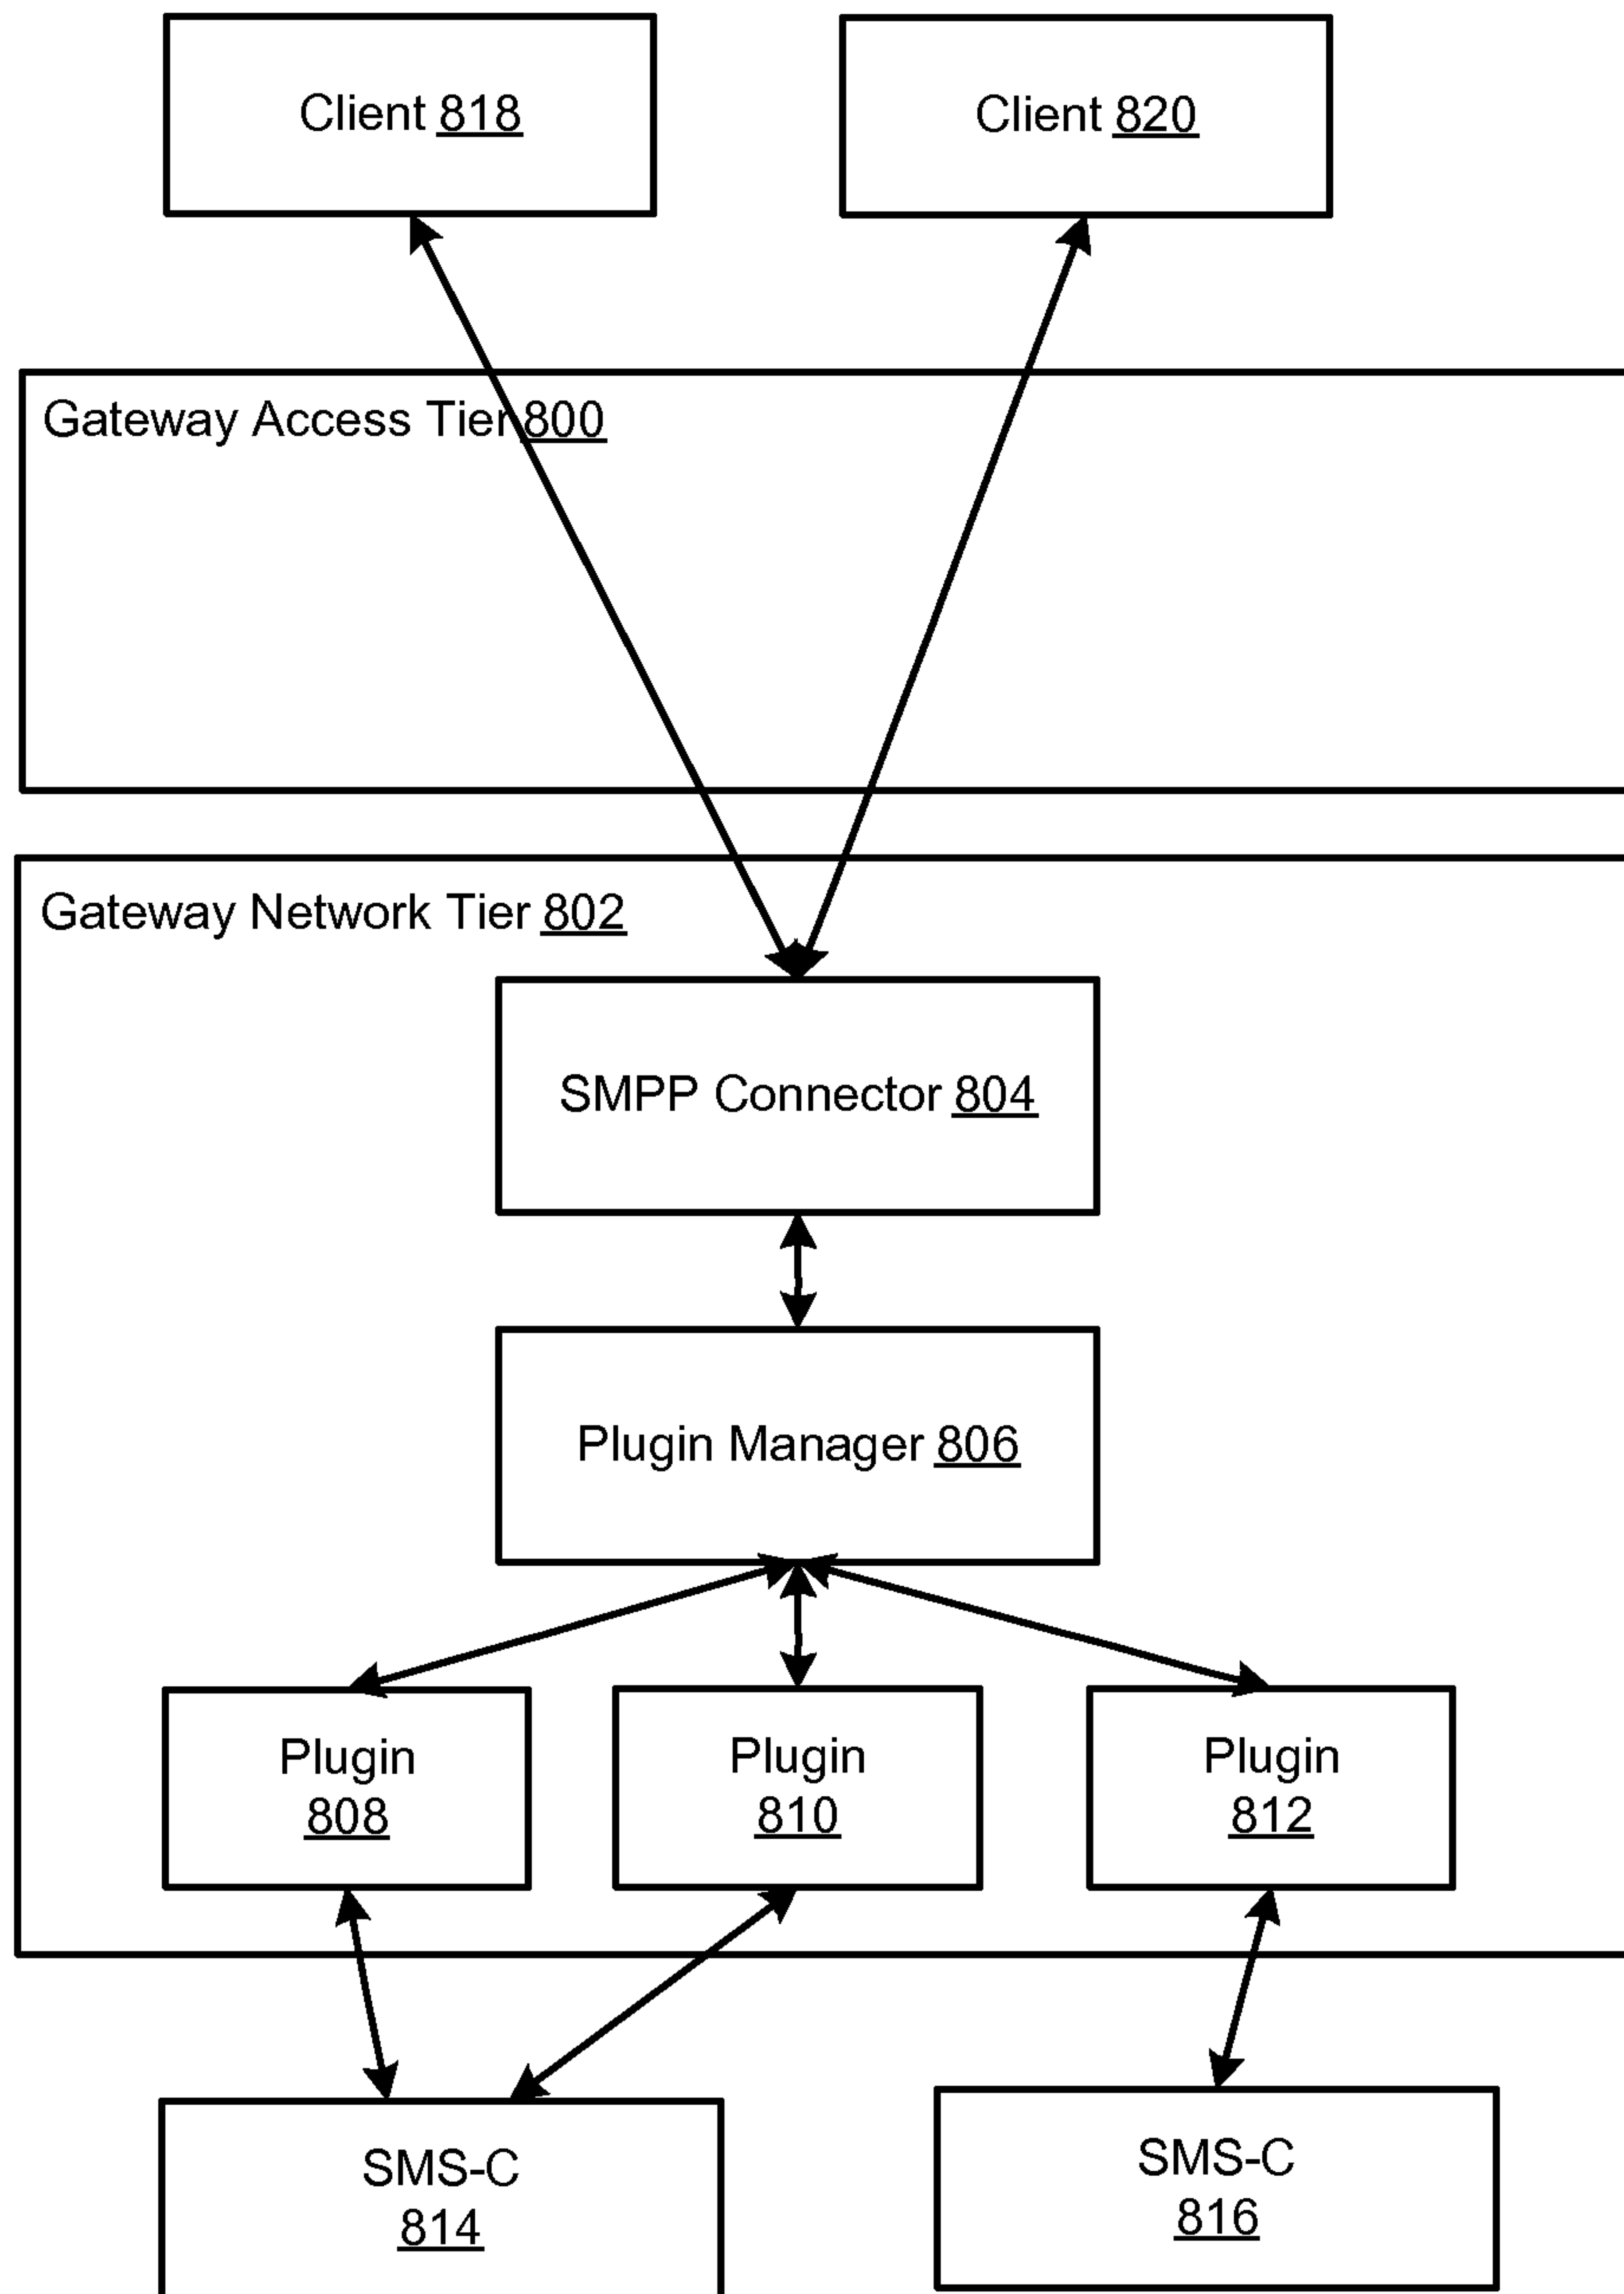 Client 818
Client 820
Gateway Access Tier 800
Gateway Network Tier 802
SMPP Connector 804
Plugin Manager 806
Plugin
808
Plugin
810
Plugin
812
SMS-C
814
SMS-C
816